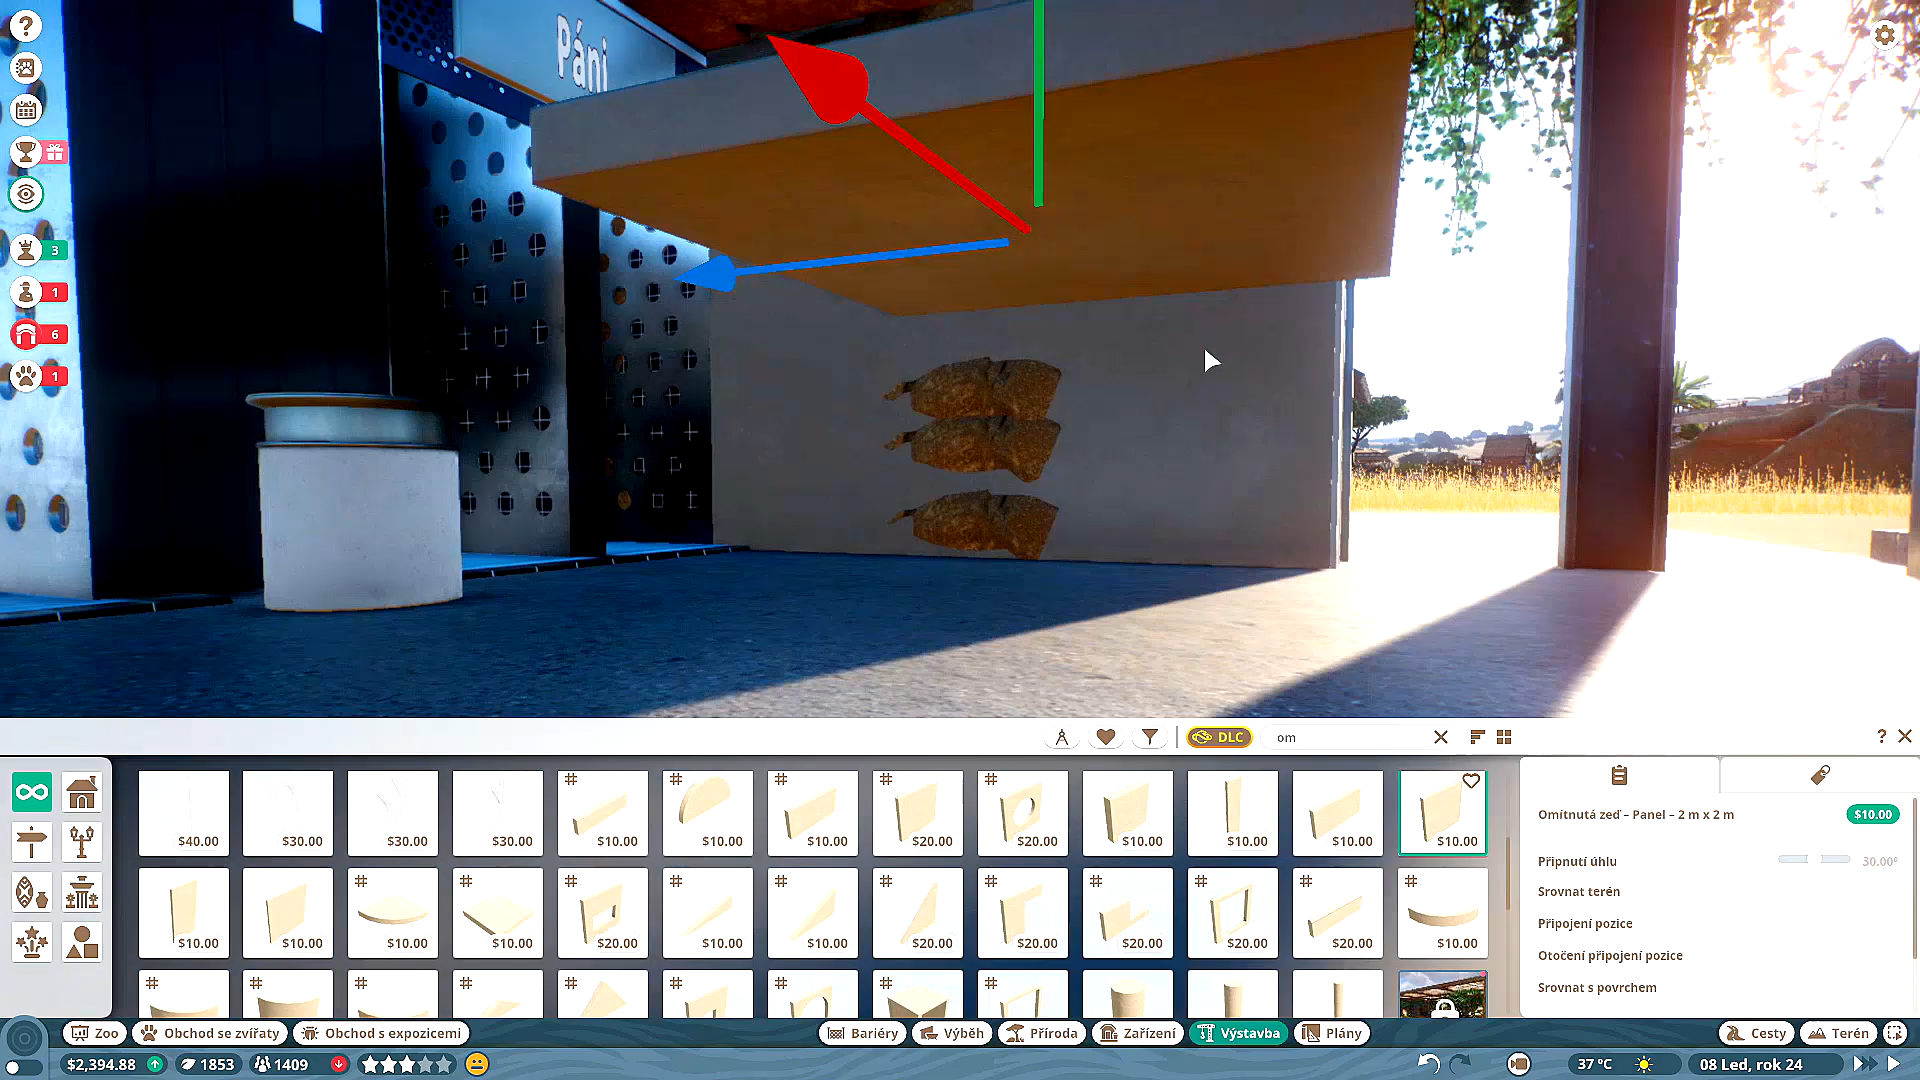 Páni
3
1
6
1
DLC
om
?
?
$40.00
$30.00
$30.00
$30.00
$10.00
$10.00
$10.00
$20.00
$20.00
$10.00
$10.00
$10.00
$10.00
$10.00
$10.00
$10.00
$10.00
$20.00
$10.00
$10.00
$20.00
$20.00
$20.00
$20.00
$20.00
$10.00
Omítnutá zeď – Panel – 2 m x 2 m
$10.00
Připnutí úhlu
30.00°
Srovnat terén
Připojení pozice
Otočení připojení pozice
Srovnat s povrchem
Zoo
Obchod se zvířaty
Obchod s expozicemi
Bariéry
Výběh
Příroda
Zařízení
Výstavba
Plány
Cesty
Terén
$2,394.88
1853
1409
37 °C
08 Led, rok 24